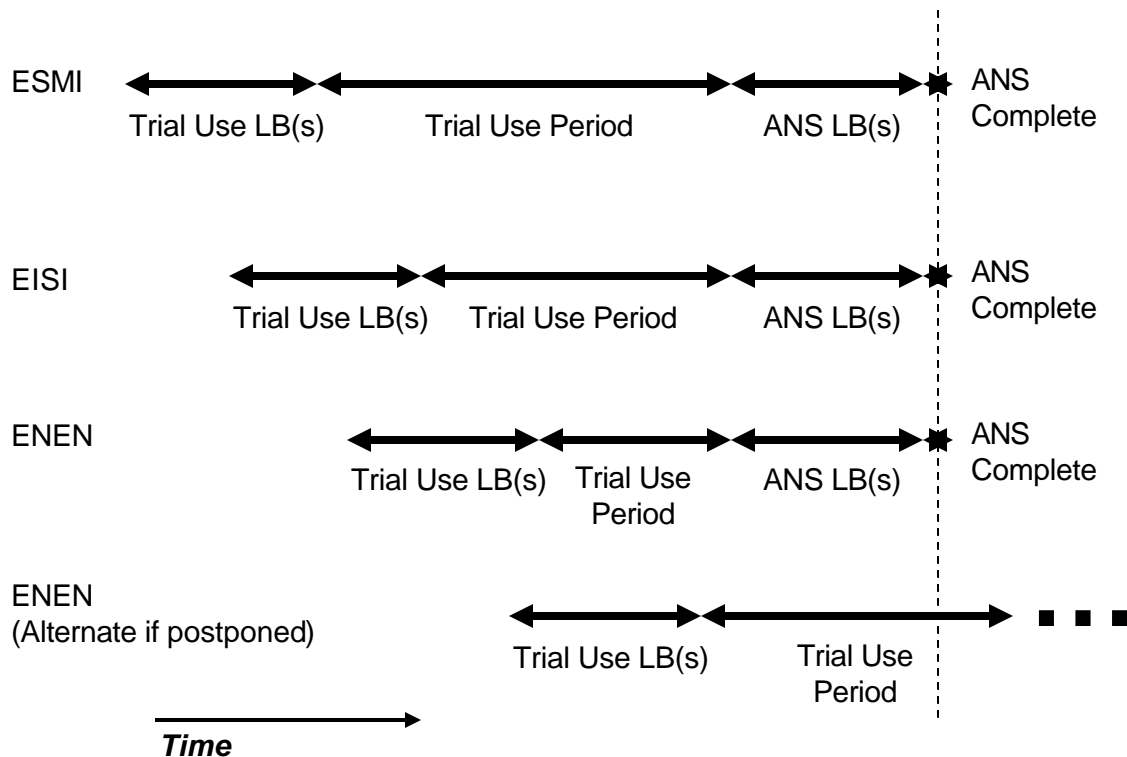 ESMI
Trial Use LB(s)
Trial Use Period
ANS LB(s)
ANS
Complete
EISI
Trial Use LB(s)
Trial Use Period
ANS LB(s)
ANS
Complete
ENEN
Trial Use LB(s)
Trial Use
Period
ANS LB(s)
ANS
Complete
ENEN
(Alternate if postponed)
Trial Use LB(s)
Trial Use
Period
Time